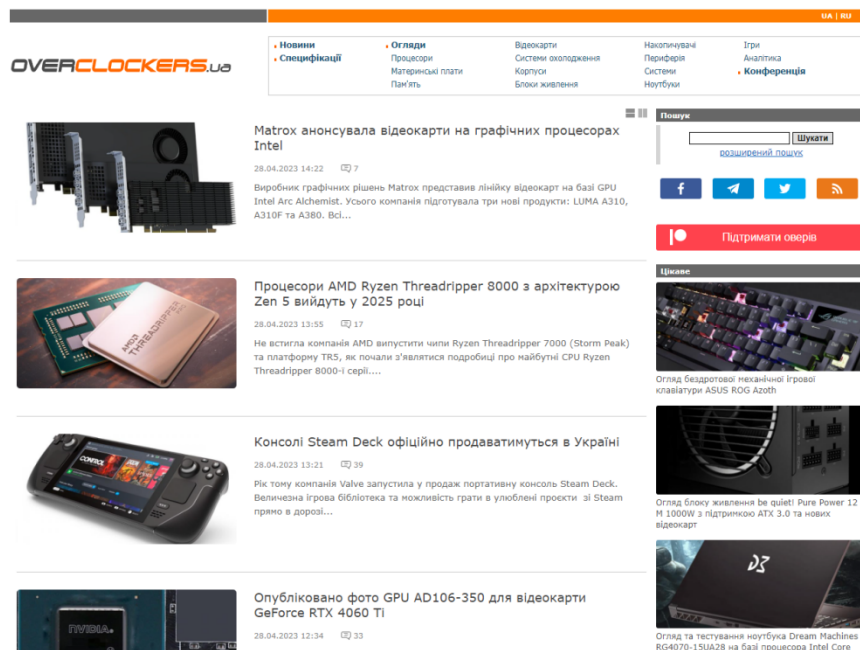 UA | RU
OVERCLOCKERS.ua
Новини
Специфікації
Огляди
Процесори
Материнські плати
Пам'ять
Відеокарти
Системи охолодження
Корпуси
Блоки живлення
Накопичувачі
Периферія
Системи
Ноутбуки
Ігри
Аналітика
Конференція
Matrox анонсувала відеокарти на графічних процесорах
Intel
28.04.2023 14:22 7
Виробник графічних рішень Matrox представив лінійку відеокарт на базі GPU
Intel Arc Alchemist. Усього компанія підготувала три нові продукти: LUMA A310,
A310F та A380. Всі...
AMD
THREADRIPPER
Процесори AMD Ryzen Threadripper 8000 з архітектурою
Zen 5 вийдуть у 2025 році
28.04.2023 13:55 17
Не встигла компанія AMD випустити чипи Ryzen Threadripper 7000 (Storm Peak)
та платформу TR5, як почали з'являтися подробиці про майбутні CPU Ryzen
Threadripper 8000-ї серії....
CONTROL
Консолі Steam Deck офіційно продаватимуться в Україні
28.04.2023 13:21 39
Рік тому компанія Valve запустила у продаж портативну консоль Steam Deck.
Величезна ігрова бібліотека та можливість грати в улюблені проєкти зі Steam
прямо в дорозі...
NVIDIA.
Опубліковано фото GPU AD106-350 для відеокарти
GeForce RTX 4060 Ti
28.04.2023 12:34 33
Пошук
Шукати
розширений пошук
Підтримати оверів
Цікаве
Огляд бездротової механічної ігрової
клавіатури ASUS ROG Azoth
Огляд блоку живлення be quiet! Pure Power 12
M 1000W з підтримкою ATX 3.0 та нових
відеокарт
Огляд та тестування ноутбука Dream Machines
RG4070-15UA28 на базі процесора Intel Core